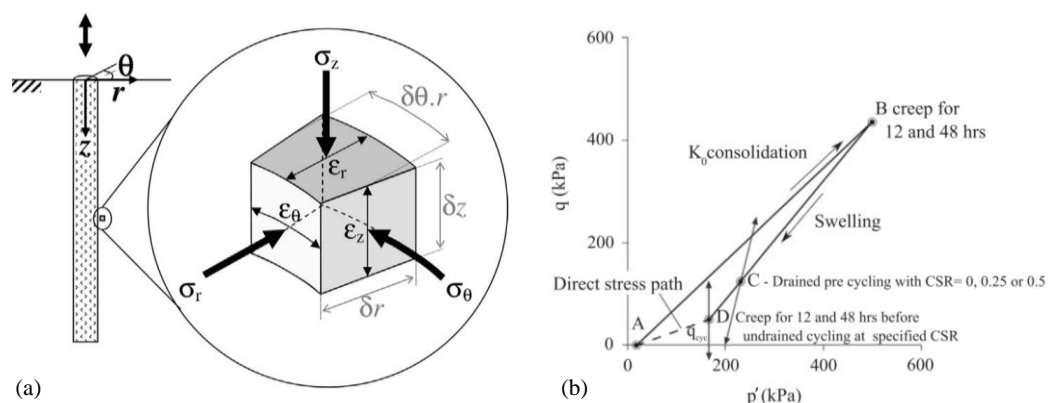 θ
r
z
σz
δθ.r
εr
εθ
εz
δz
σr
σθ
δr
(a)
600
400
200
0
q (kPa)
B creep for
12 and 48 hrs
K0 consolidation
Swelling
C - Drained pre cycling with CSR= 0, 0.25 or 0.5
Direct stress path
A
D
Creep for 12 and 48 hrs before
undrained cycling at specified CSR
qcyc
0
200
400
600
p' (kPa)
(b)